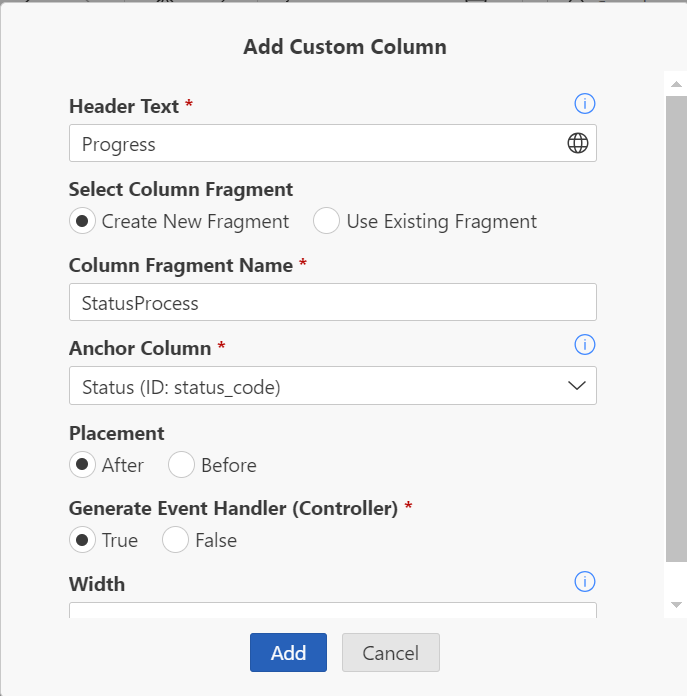 Add Custom Column
Header Text *
Progress
Select Column Fragment
Create New Fragment Use Existing Fragment
Column Fragment Name *
StatusProcess
Anchor Column *
Status (ID: status_code)
Placement
After Before
Generate Event Handler (Controller) *
True False
Width
Add Cancel